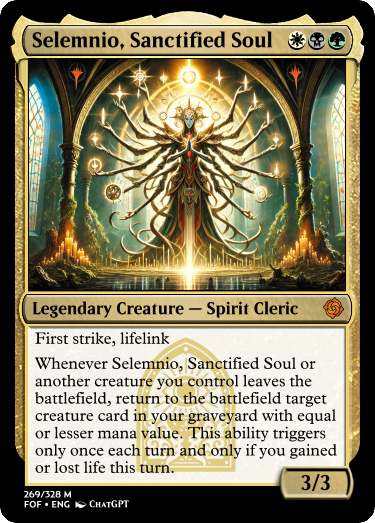 Selemnio, Sanctified Soul
Legendary Creature — Spirit Cleric
First strike, lifelink
Whenever Selemnio, Sanctified Soul or
another creature you control leaves the
battlefield, return to the battlefield target
creature card in your graveyard with equal
or lesser mana value. This ability triggers
only once each turn and only if you gained
or lost life this turn.
3/3
269/328 M
FOF • ENG ChatGPT